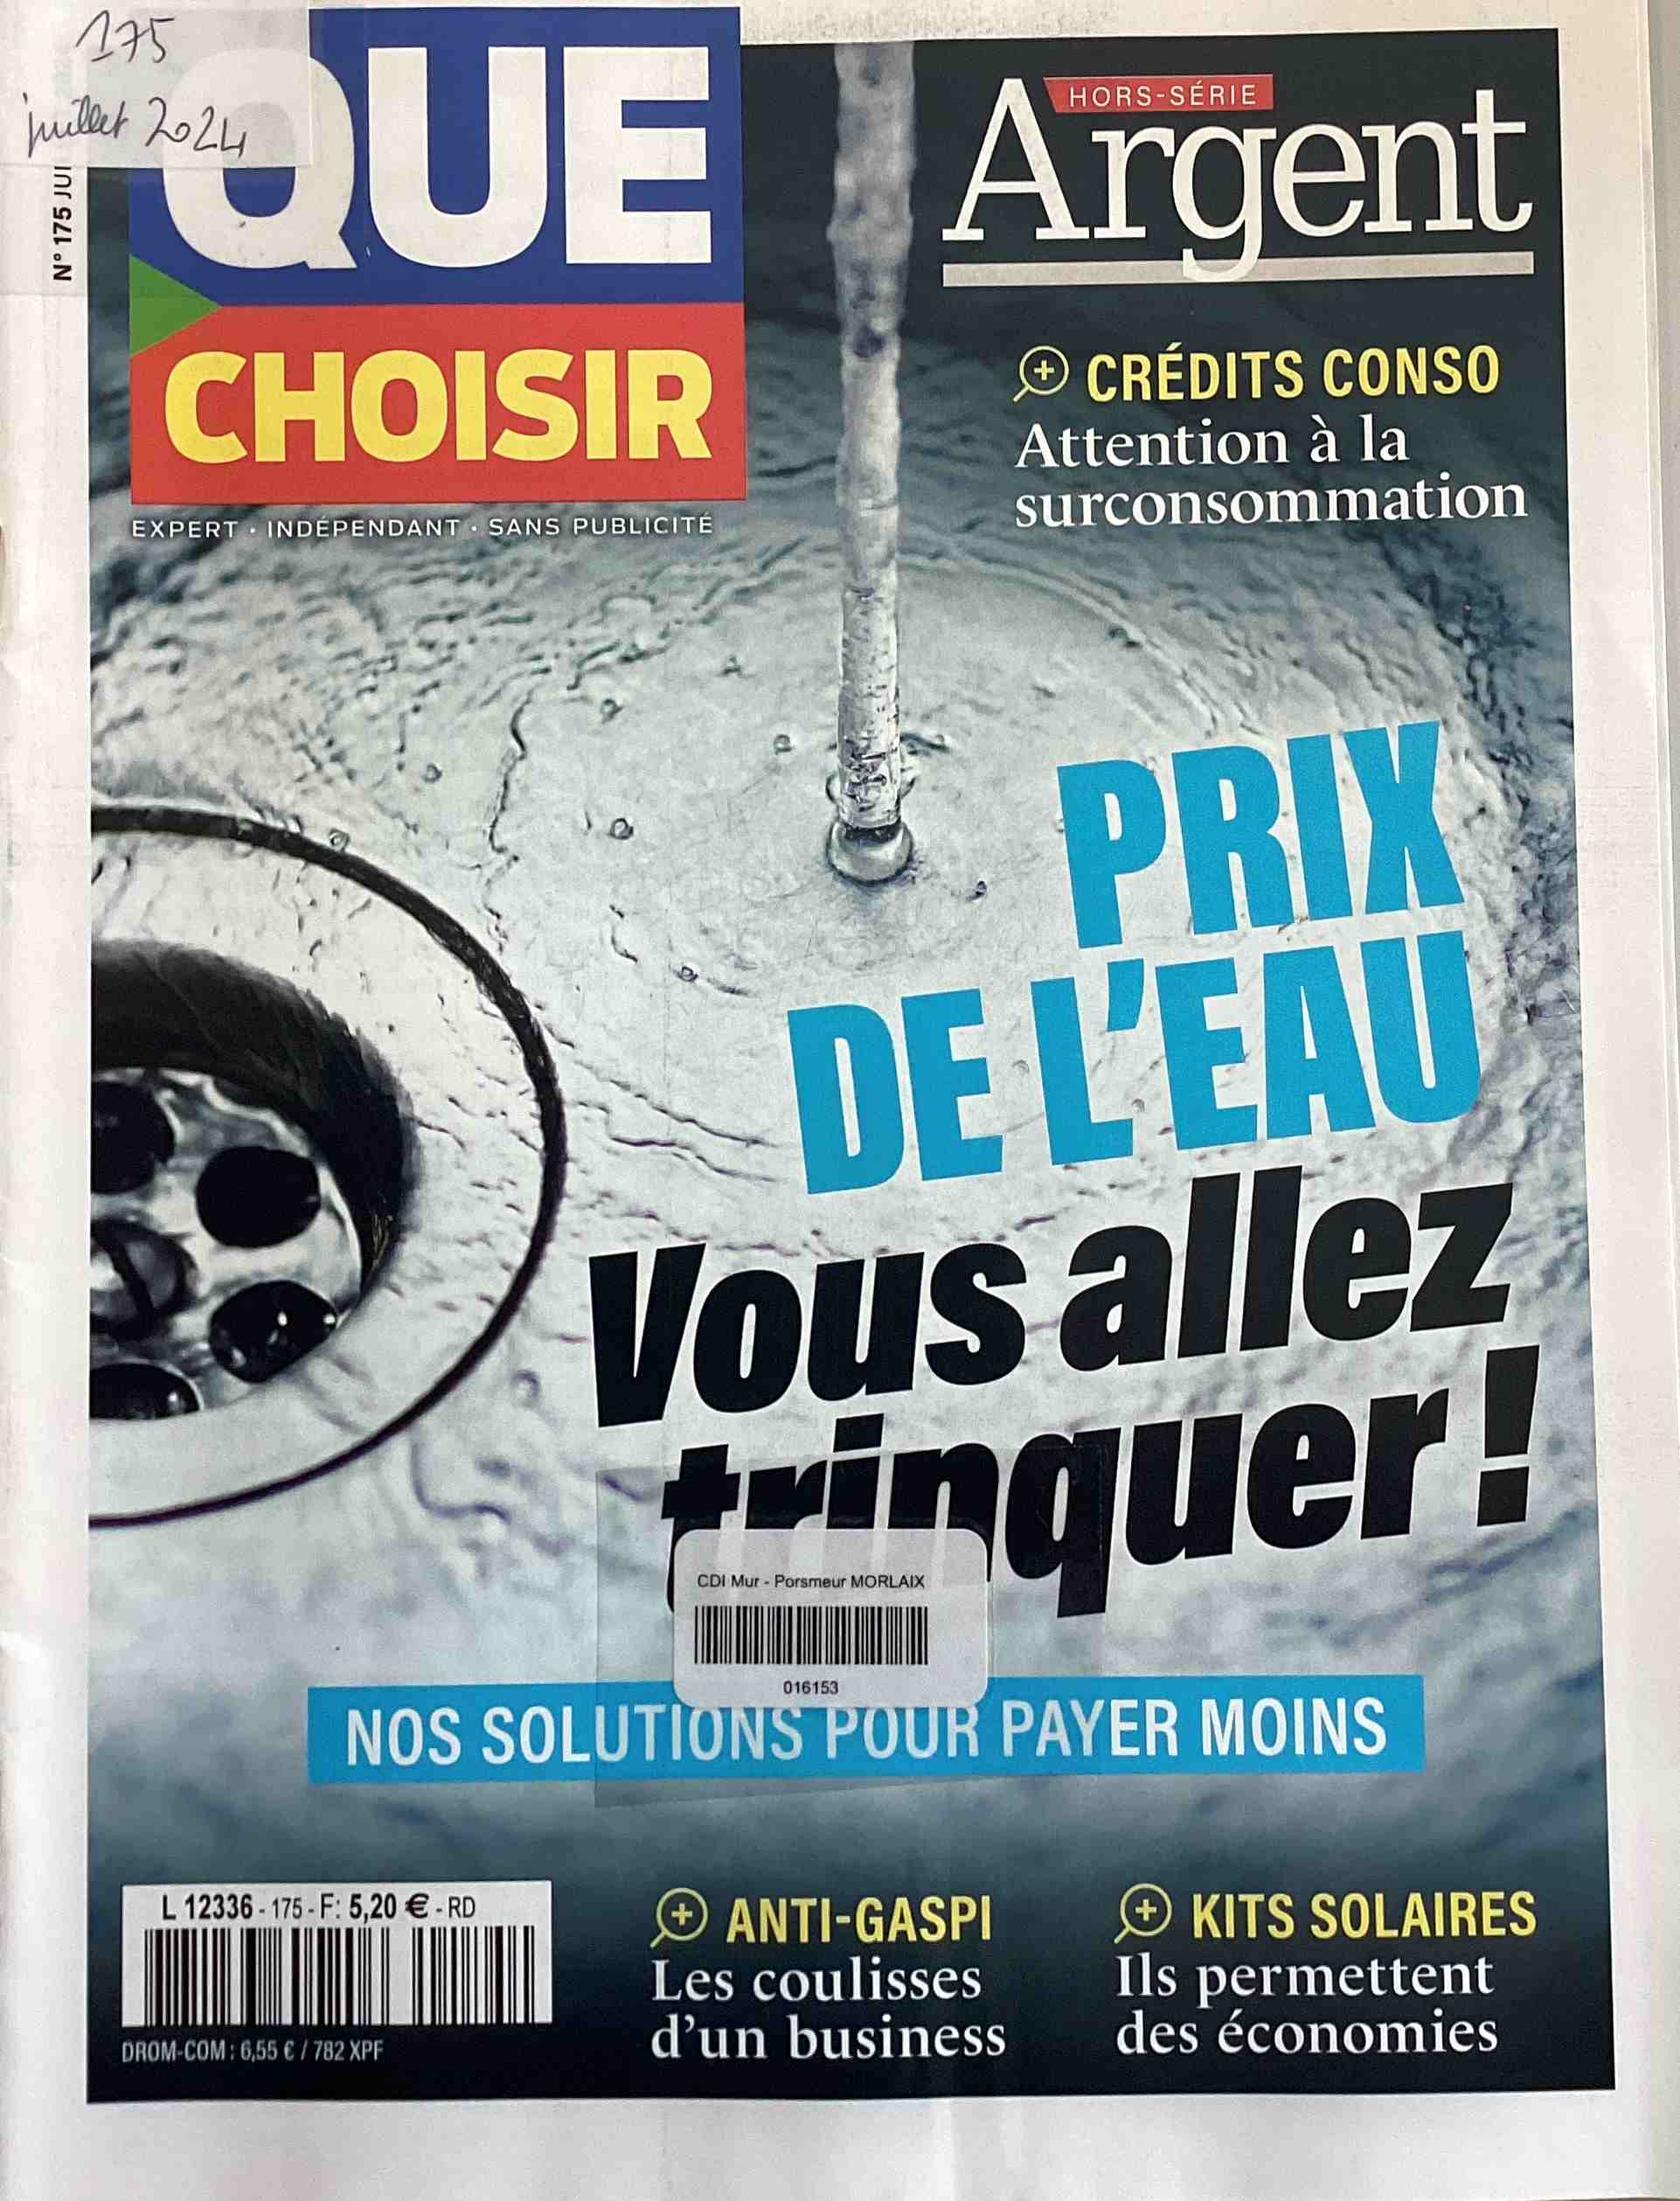 175
juillet 2024
N° 175 JUI
QUE
CHOISIR
EXPERT · INDÉPENDANT · SANS PUBLICITÉ
HORS-SÉRIE
Argent
CRÉDITS CONSO
Attention à la
surconsommation
PRIX
DE L'EAU
Vous allez
trinquer !
CDI Mur - Porsmeur MORLAIX
016153
NOS SOLUTIONS POUR PAYER MOINS
L 12336 - 175 - F: 5,20 € - RD
DROM-COM : 6,55 € / 782 XPF
ANTI-GASPI
Les coulisses
d'un business
KITS SOLAIRES
Ils permettent
des économies